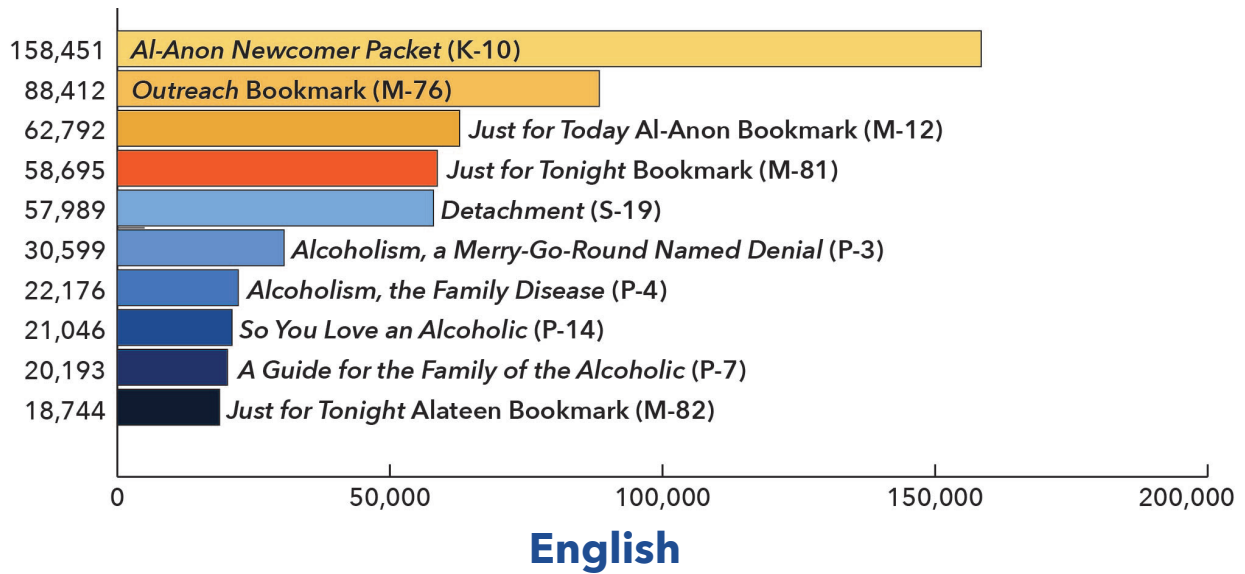 158,451 Al-Anon Newcomer Packet (K-10)
88,412 Outreach Bookmark (M-76)
62,792 Just for Today Al-Anon Bookmark (M-12)
58,695 Just for Tonight Bookmark (M-81)
57,989 Detachment (S-19)
30,599 Alcoholism, a Merry-Go-Round Named Denial (P-3)
22,176 Alcoholism, the Family Disease (P-4)
21,046 So You Love an Alcoholic (P-14)
20,193 A Guide for the Family of the Alcoholic (P-7)
18,744 Just for Tonight Alateen Bookmark (M-82)
0 50,000 100,000 150,000 200,000
English